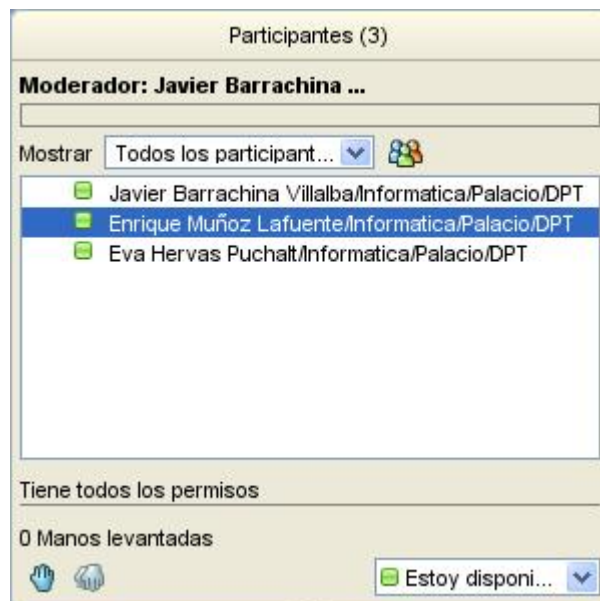 Participantes (3)
Moderador: Javier Barrachina ...
Mostrar Todos los participant...
Javier Barrachina Villalba/Informatica/Palacio/DPT
Enrique Muñoz Lafuente/Informatica/Palacio/DPT
Eva Hervas Puchalt/Informatica/Palacio/DPT
Tiene todos los permisos
0 Manos levantadas
Estoy disponi...